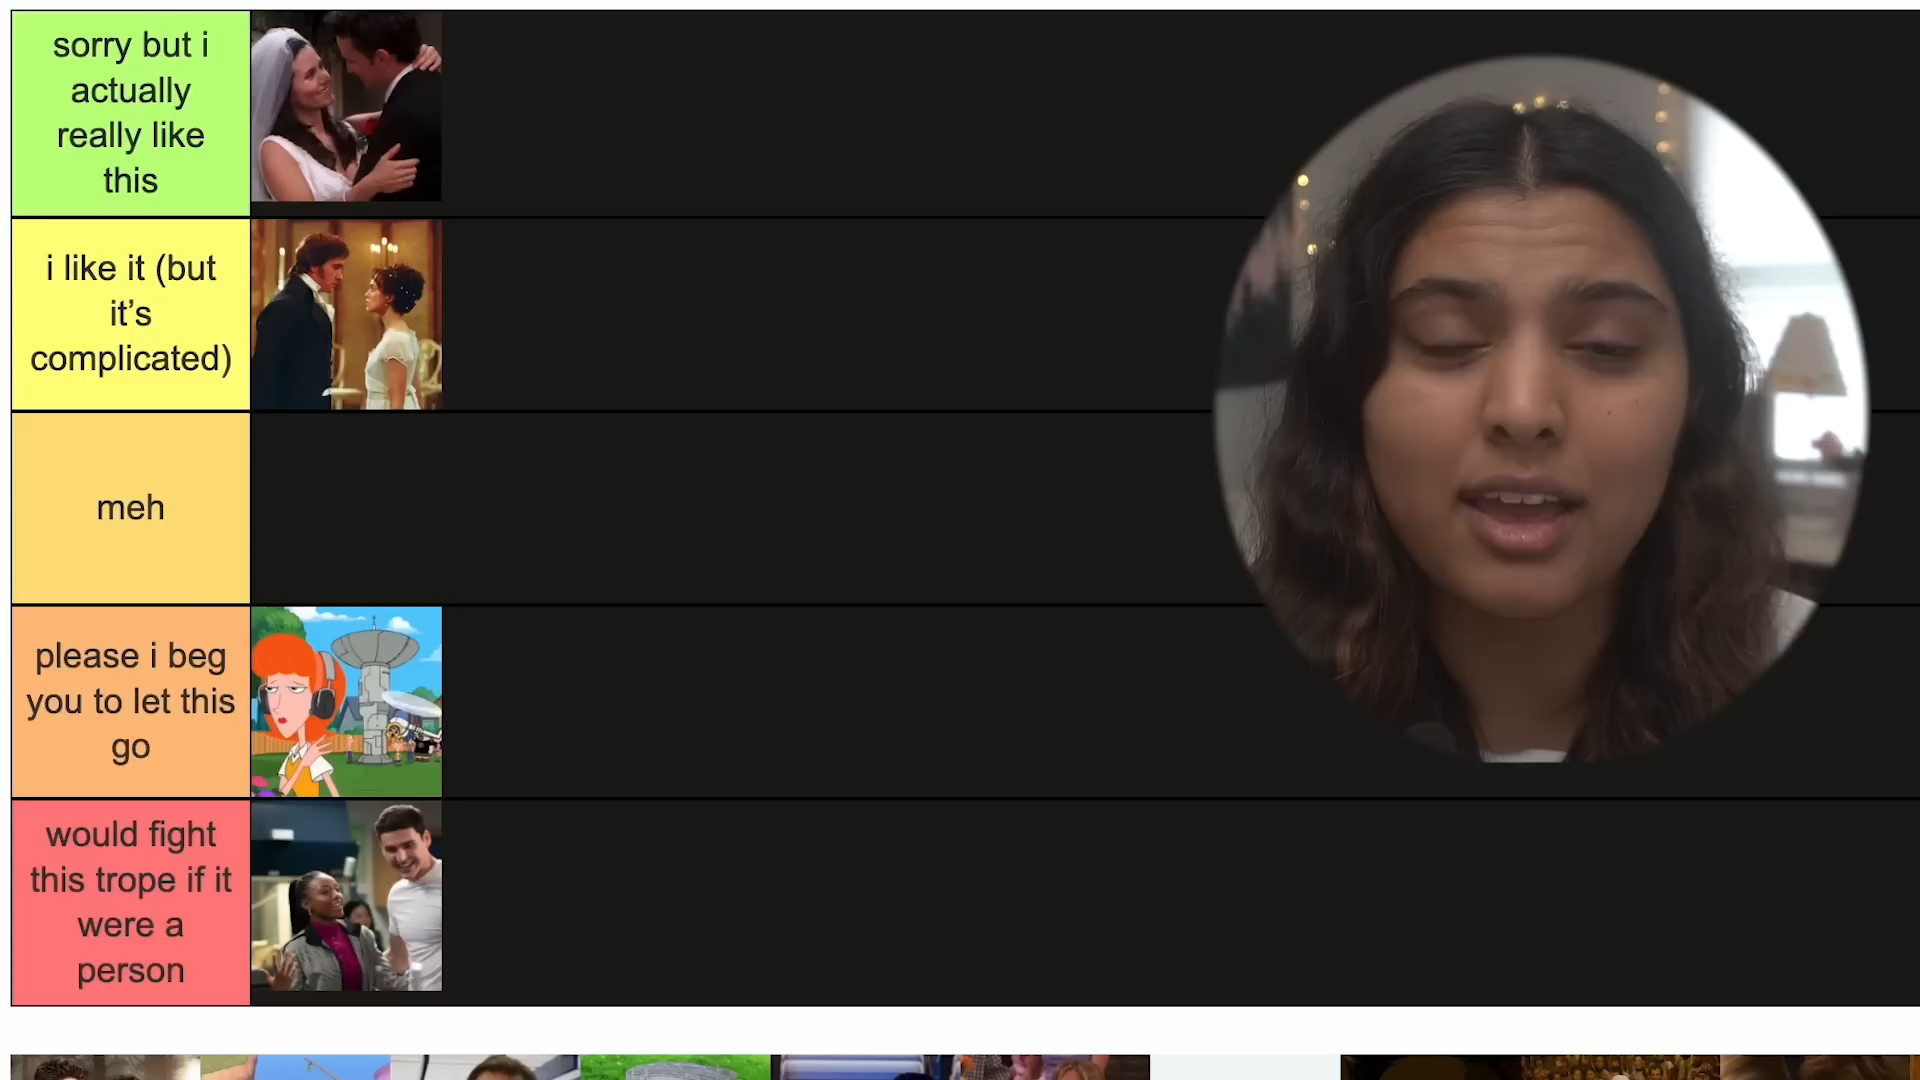 sorry but i
actually
really like
this
i like it (but
it’s
complicated)
meh
please i beg
you to let this
go
would fight
this trope if it
were a
person